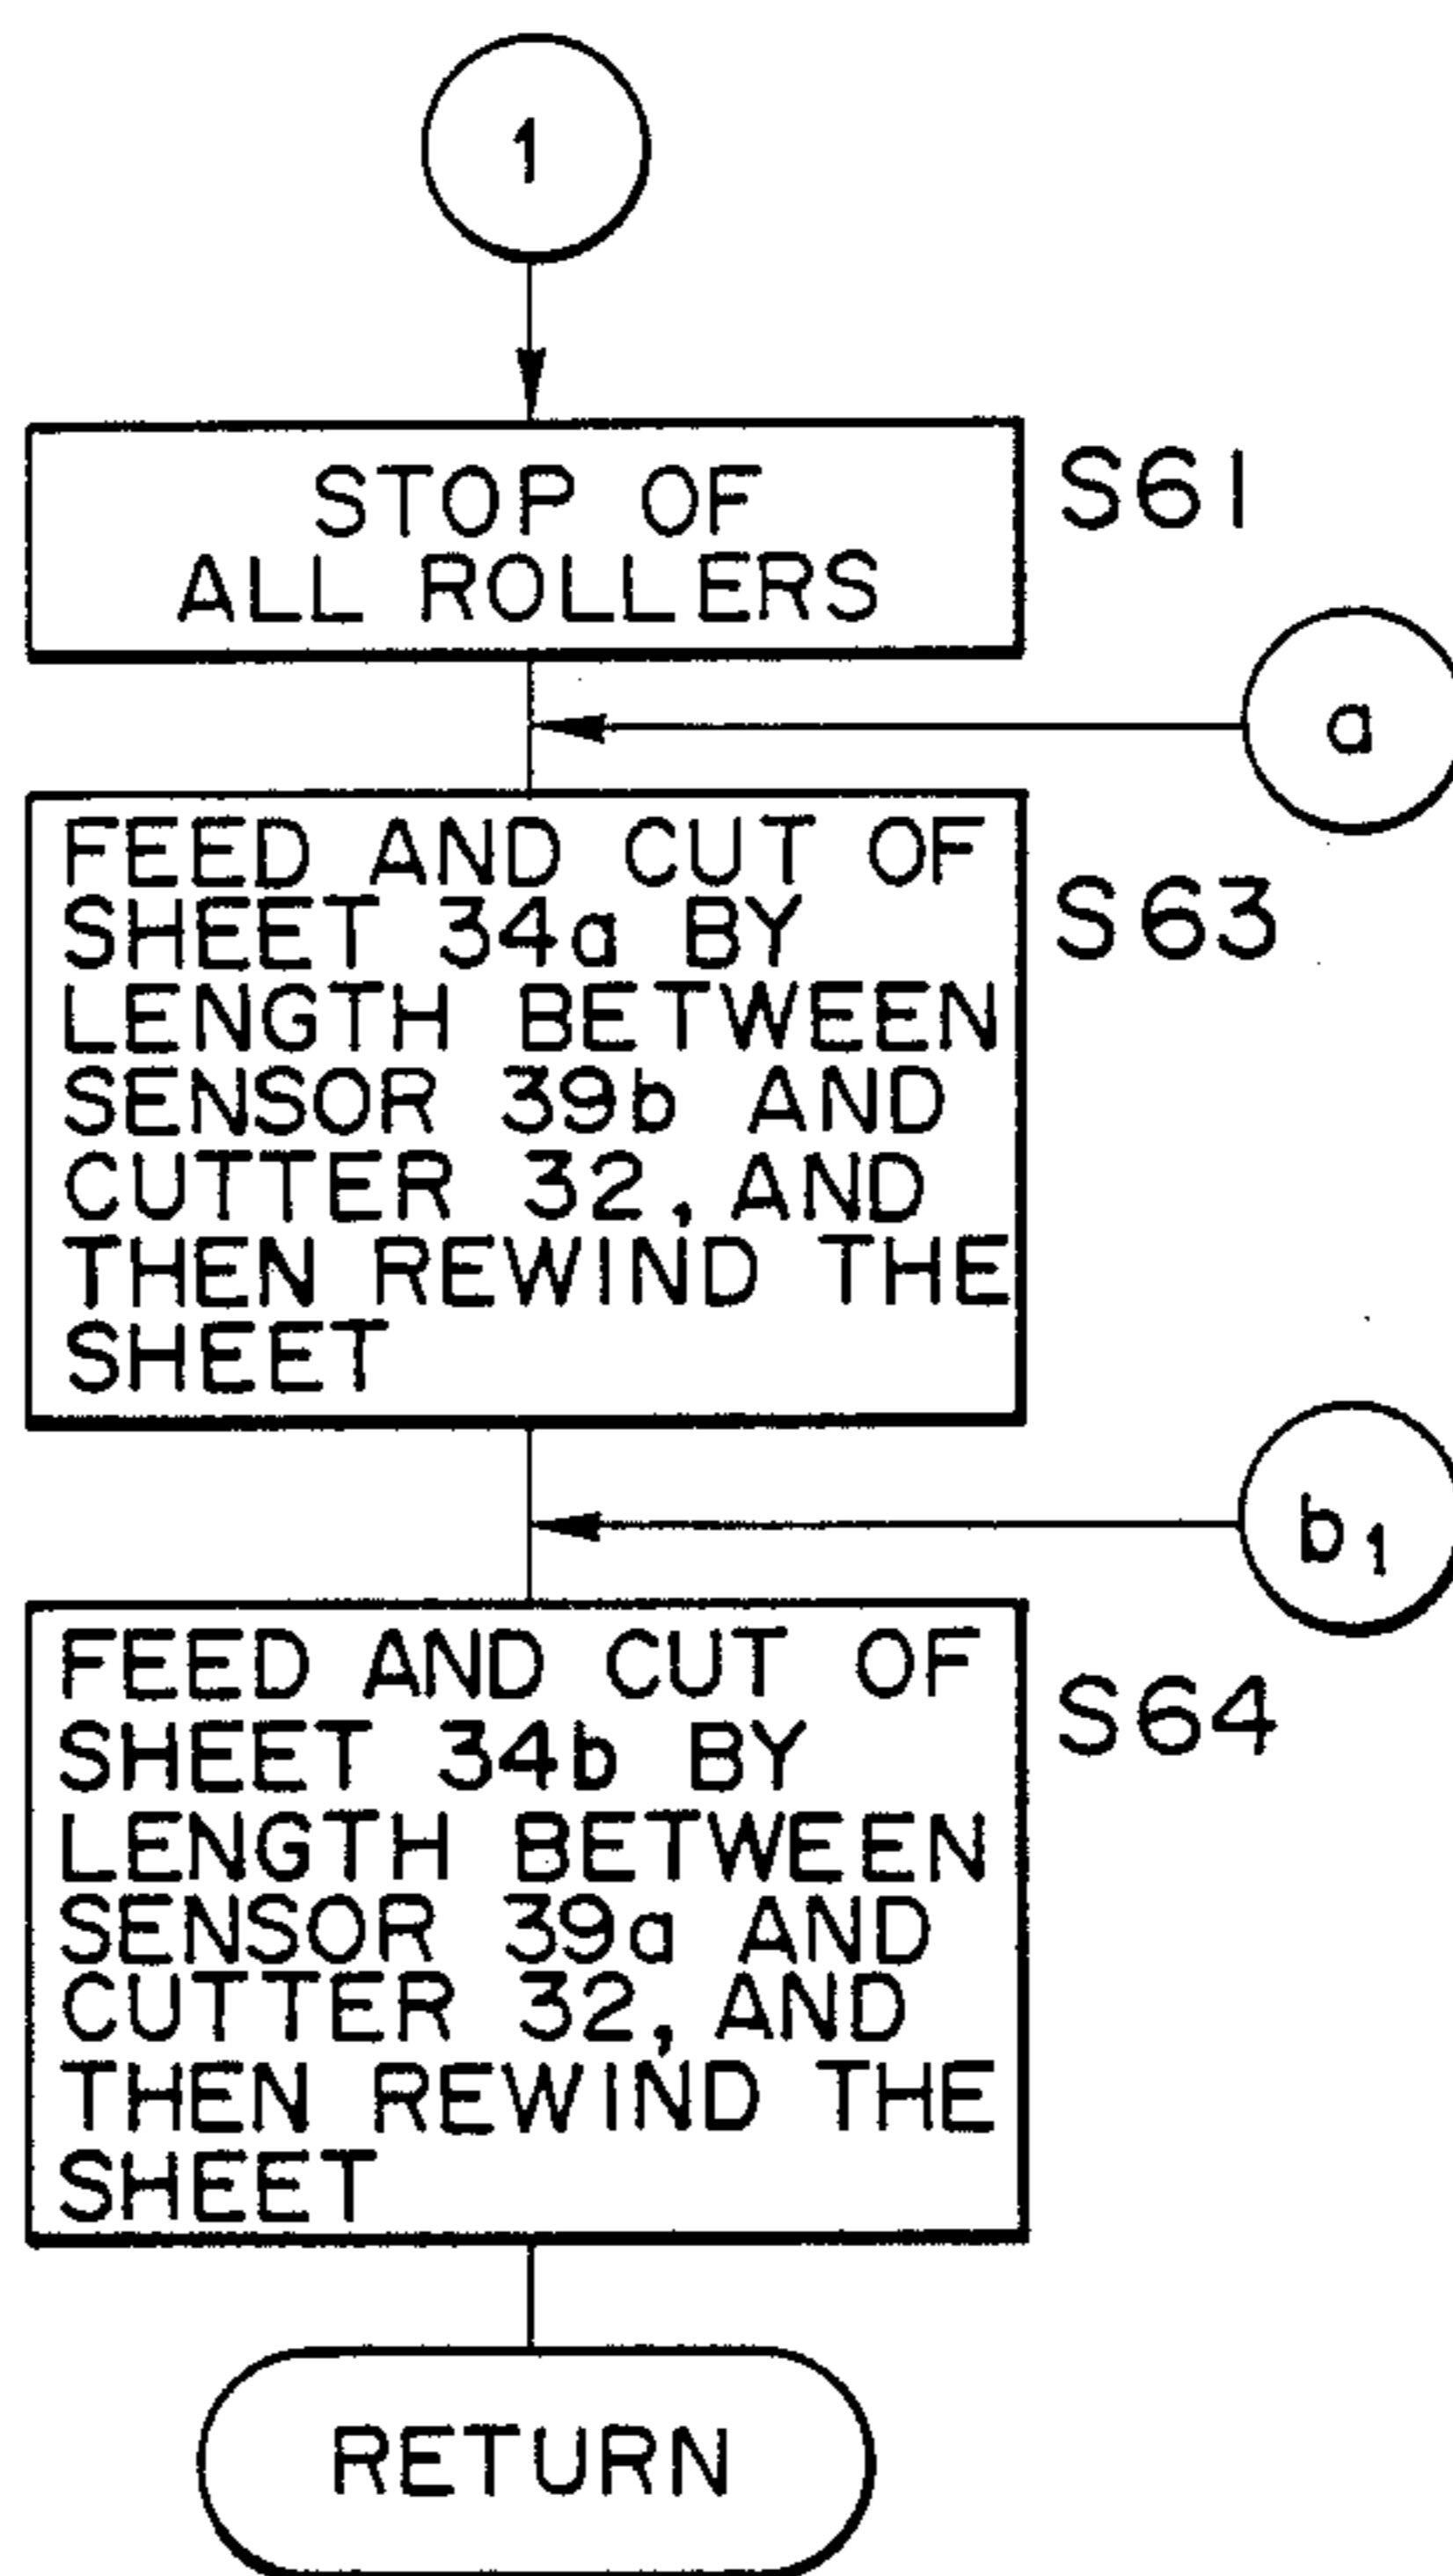 1
STOP OF
ALL ROLLERS
S61
a
FEED AND CUT OF
SHEET 34a BY
LENGTH BETWEEN
SENSOR 39b AND
CUTTER 32, AND
THEN REWIND THE
SHEET
S63
b1
FEED AND CUT OF
SHEET 34b BY
LENGTH BETWEEN
SENSOR 39a AND
CUTTER 32, AND
THEN REWIND THE
SHEET
S64
RETURN